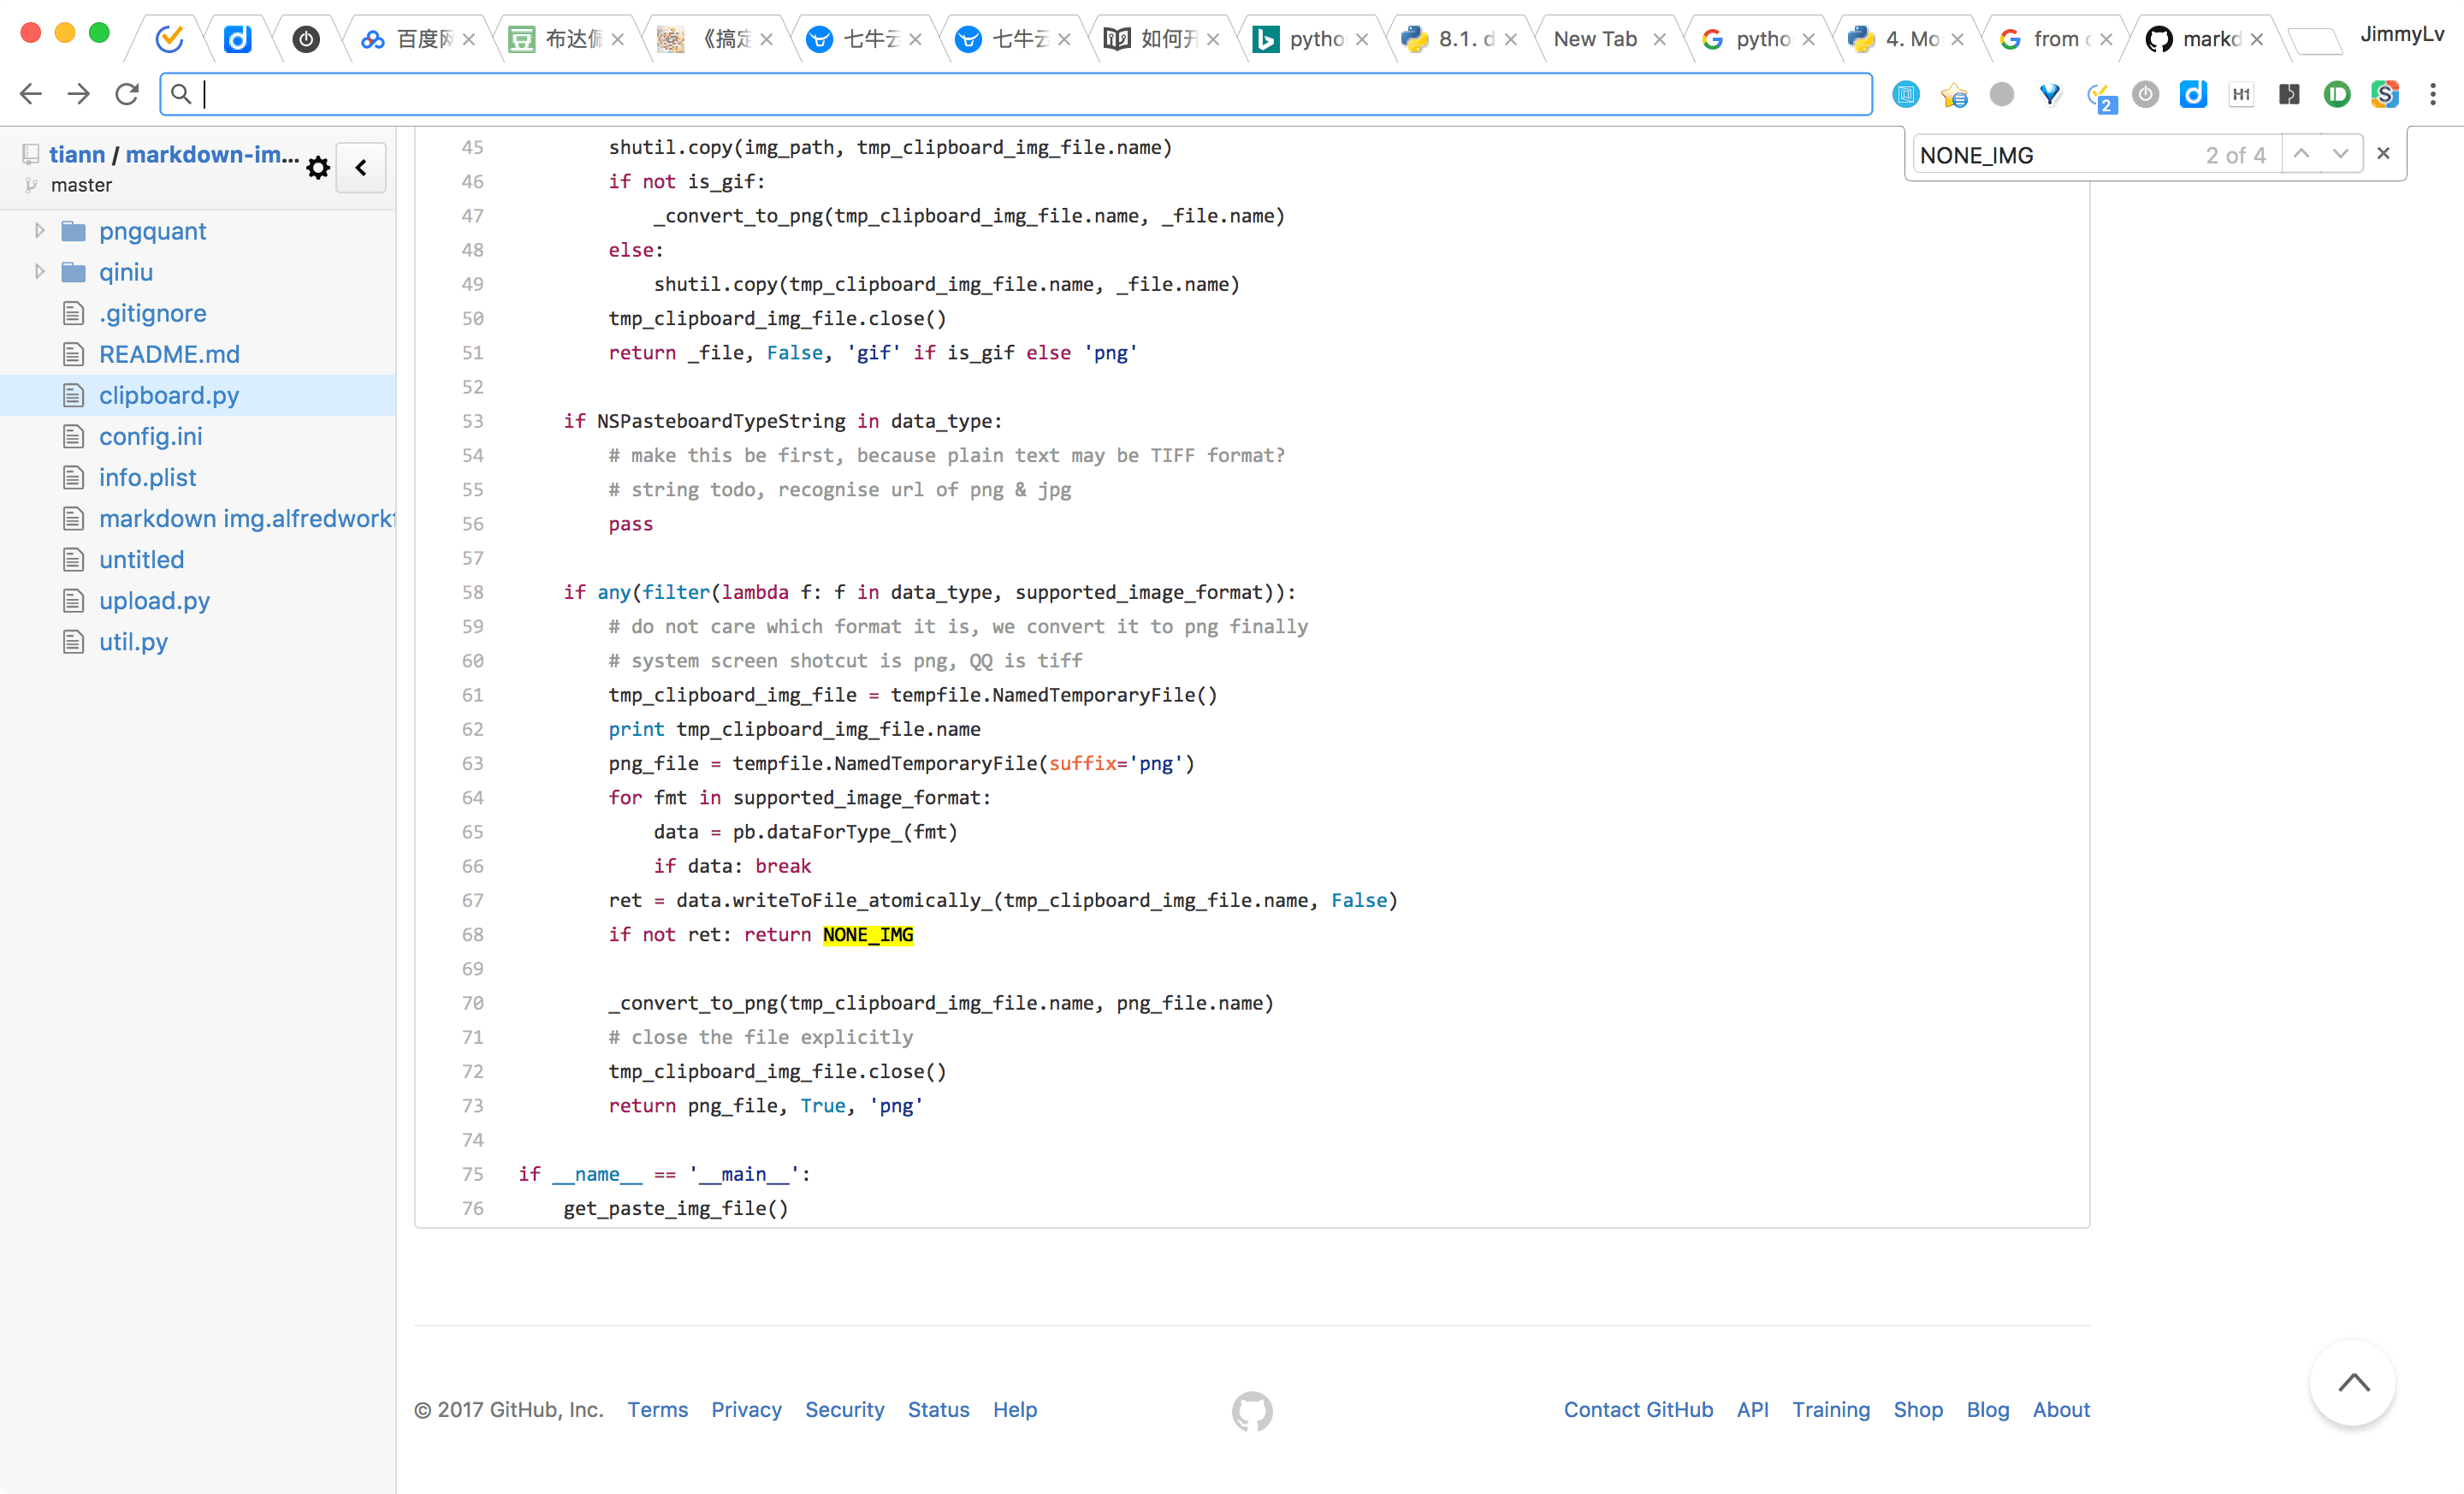 百度网
布达佩
《搞定
七牛云
七牛云
如何开
pytho
8.1. d
New Tab
pytho
4. Mo
from c
markd
JimmyLv
2
H1
tiann / markdown-im...
master
NONE_IMG 2 of 4
pngquant
qiniu
.gitignore
README.md
clipboard.py
config.ini
info.plist
markdown img.alfredwork
untitled
upload.py
util.py
45 shutil.copy(img_path, tmp_clipboard_img_file.name)
46 if not is_gif:
47 _convert_to_png(tmp_clipboard_img_file.name, _file.name)
48 else:
49 shutil.copy(tmp_clipboard_img_file.name, _file.name)
50 tmp_clipboard_img_file.close()
51 return _file, False, 'gif' if is_gif else 'png'
52
53 if NSPasteboardTypeString in data_type:
54 # make this be first, because plain text may be TIFF format?
55 # string todo, recognise url of png & jpg
56 pass
57
58 if any(filter(lambda f: f in data_type, supported_image_format)):
59 # do not care which format it is, we convert it to png finally
60 # system screen shotcut is png, QQ is tiff
61 tmp_clipboard_img_file = tempfile.NamedTemporaryFile()
62 print tmp_clipboard_img_file.name
63 png_file = tempfile.NamedTemporaryFile(suffix='png')
64 for fmt in supported_image_format:
65 data = pb.dataForType_(fmt)
66 if data: break
67 ret = data.writeToFile_atomically_(tmp_clipboard_img_file.name, False)
68 if not ret: return NONE_IMG
69
70 _convert_to_png(tmp_clipboard_img_file.name, png_file.name)
71 # close the file explicitly
72 tmp_clipboard_img_file.close()
73 return png_file, True, 'png'
74
75 if __name__ == '__main__':
76 get_paste_img_file()
© 2017 GitHub, Inc. Terms Privacy Security Status Help
Contact GitHub API Training Shop Blog About